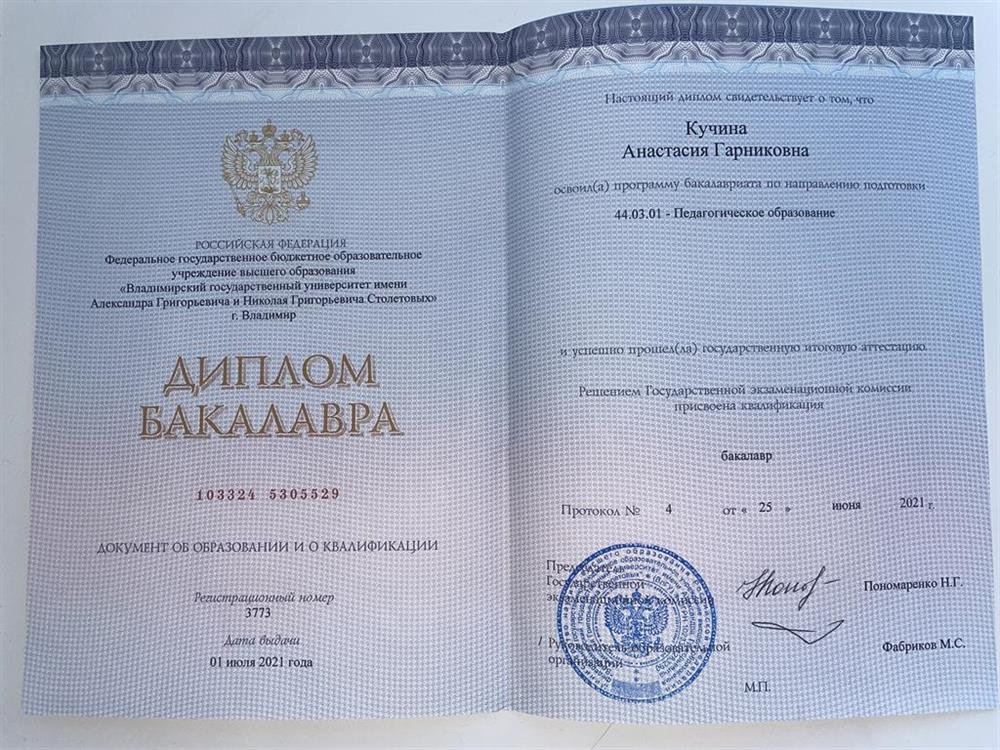 РОССИЙСКАЯ ФЕДЕРАЦИЯ
Федеральное государственное бюджетное образовательное
учреждение высшего образования
«Владимирский государственный университет имени
Александра Григорьевича и Николая Григорьевича Столетовых»
г. Владимир
ДИПЛОМ
БАКАЛАВРА
103324 5305529
ДОКУМЕНТ ОБ ОБРАЗОВАНИИ И О КВАЛИФИКАЦИИ
Регистрационный номер
3773
Дата выдачи
01 июля 2021 года
Настоящий диплом свидетельствует о том, что
Кучина
Анастасия Гарниковна
освоил(а) программу бакалавриата по направлению подготовки
44.03.01 - Педагогическое образование
и успешно прошел(ла) государственную итоговую аттестацию.
Решением Государственной экзаменационной комиссии
присвоена квалификация
бакалавр
Протокол № 4 от « 25 » июня 2021 г.
Председатель
Государственной
экзаменационной комиссии
Пономаренко Н.Г.
/ Руководитель образовательной
организации
Фабриков М.С.
М.П.